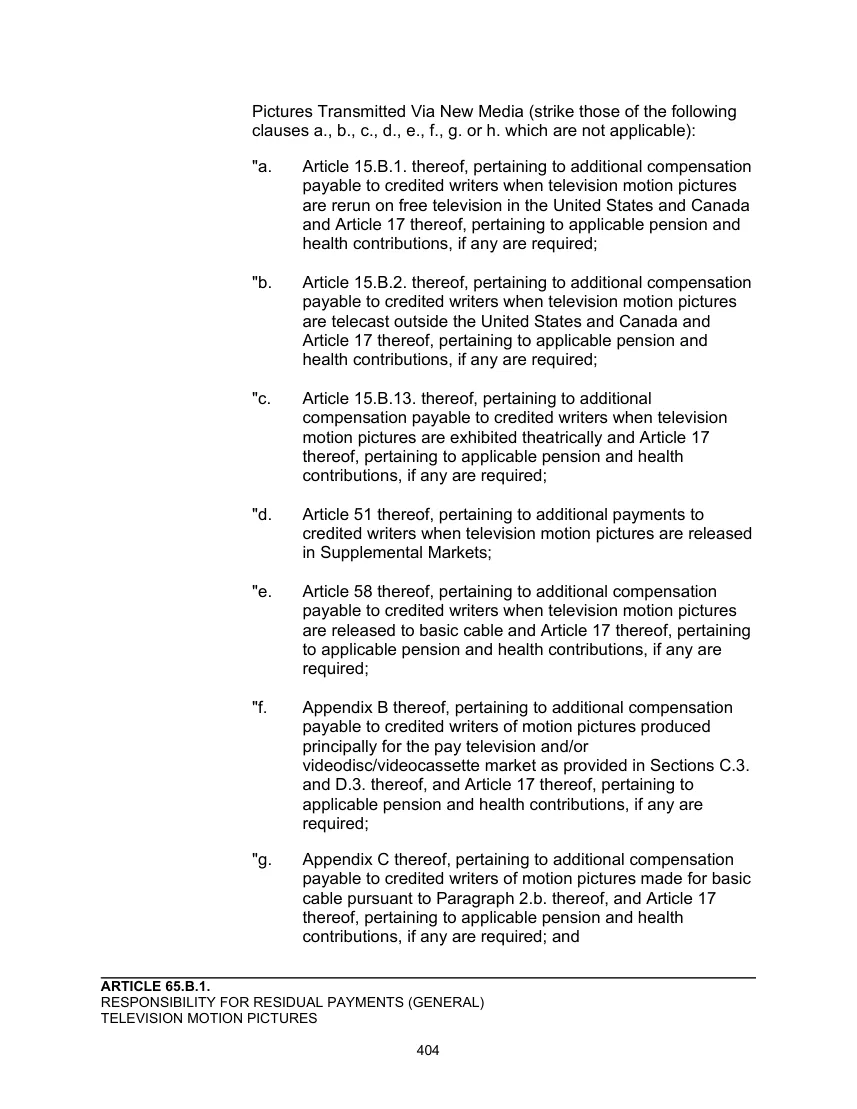 Pictures Transmitted Via New Media (strike those of the following
clauses a., b., c., d., e., f., g. or h. which are not applicable):
"a. Article 15.B.1. thereof, pertaining to additional compensation
payable to credited writers when television motion pictures
are rerun on free television in the United States and Canada
and Article 17 thereof, pertaining to applicable pension and
health contributions, if any are required;
"b. Article 15.B.2. thereof, pertaining to additional compensation
payable to credited writers when television motion pictures
are telecast outside the United States and Canada and
Article 17 thereof, pertaining to applicable pension and
health contributions, if any are required;
"c. Article 15.B.13. thereof, pertaining to additional
compensation payable to credited writers when television
motion pictures are exhibited theatrically and Article 17
thereof, pertaining to applicable pension and health
contributions, if any are required;
"d. Article 51 thereof, pertaining to additional payments to
credited writers when television motion pictures are released
in Supplemental Markets;
"e. Article 58 thereof, pertaining to additional compensation
payable to credited writers when television motion pictures
are released to basic cable and Article 17 thereof, pertaining
to applicable pension and health contributions, if any are
required;
"f. Appendix B thereof, pertaining to additional compensation
payable to credited writers of motion pictures produced
principally for the pay television and/or
videodisc/videocassette market as provided in Sections C.3.
and D.3. thereof, and Article 17 thereof, pertaining to
applicable pension and health contributions, if any are
required;
"g. Appendix C thereof, pertaining to additional compensation
payable to credited writers of motion pictures made for basic
cable pursuant to Paragraph 2.b. thereof, and Article 17
thereof, pertaining to applicable pension and health
contributions, if any are required; and
ARTICLE 65.B.1.
RESPONSIBILITY FOR RESIDUAL PAYMENTS (GENERAL)
TELEVISION MOTION PICTURES
404